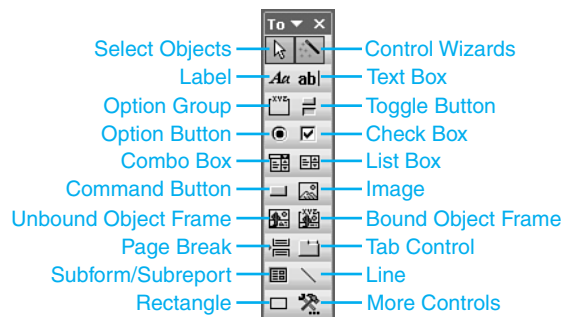 To
Select Objects Control Wizards
Label Aa ab| Text Box
Option Group XYZ Toggle Button
Option Button Check Box
Combo Box List Box
Command Button Image
Unbound Object Frame XYZ Bound Object Frame
Page Break Tab Control
Subform/Subreport Line
Rectangle More Controls